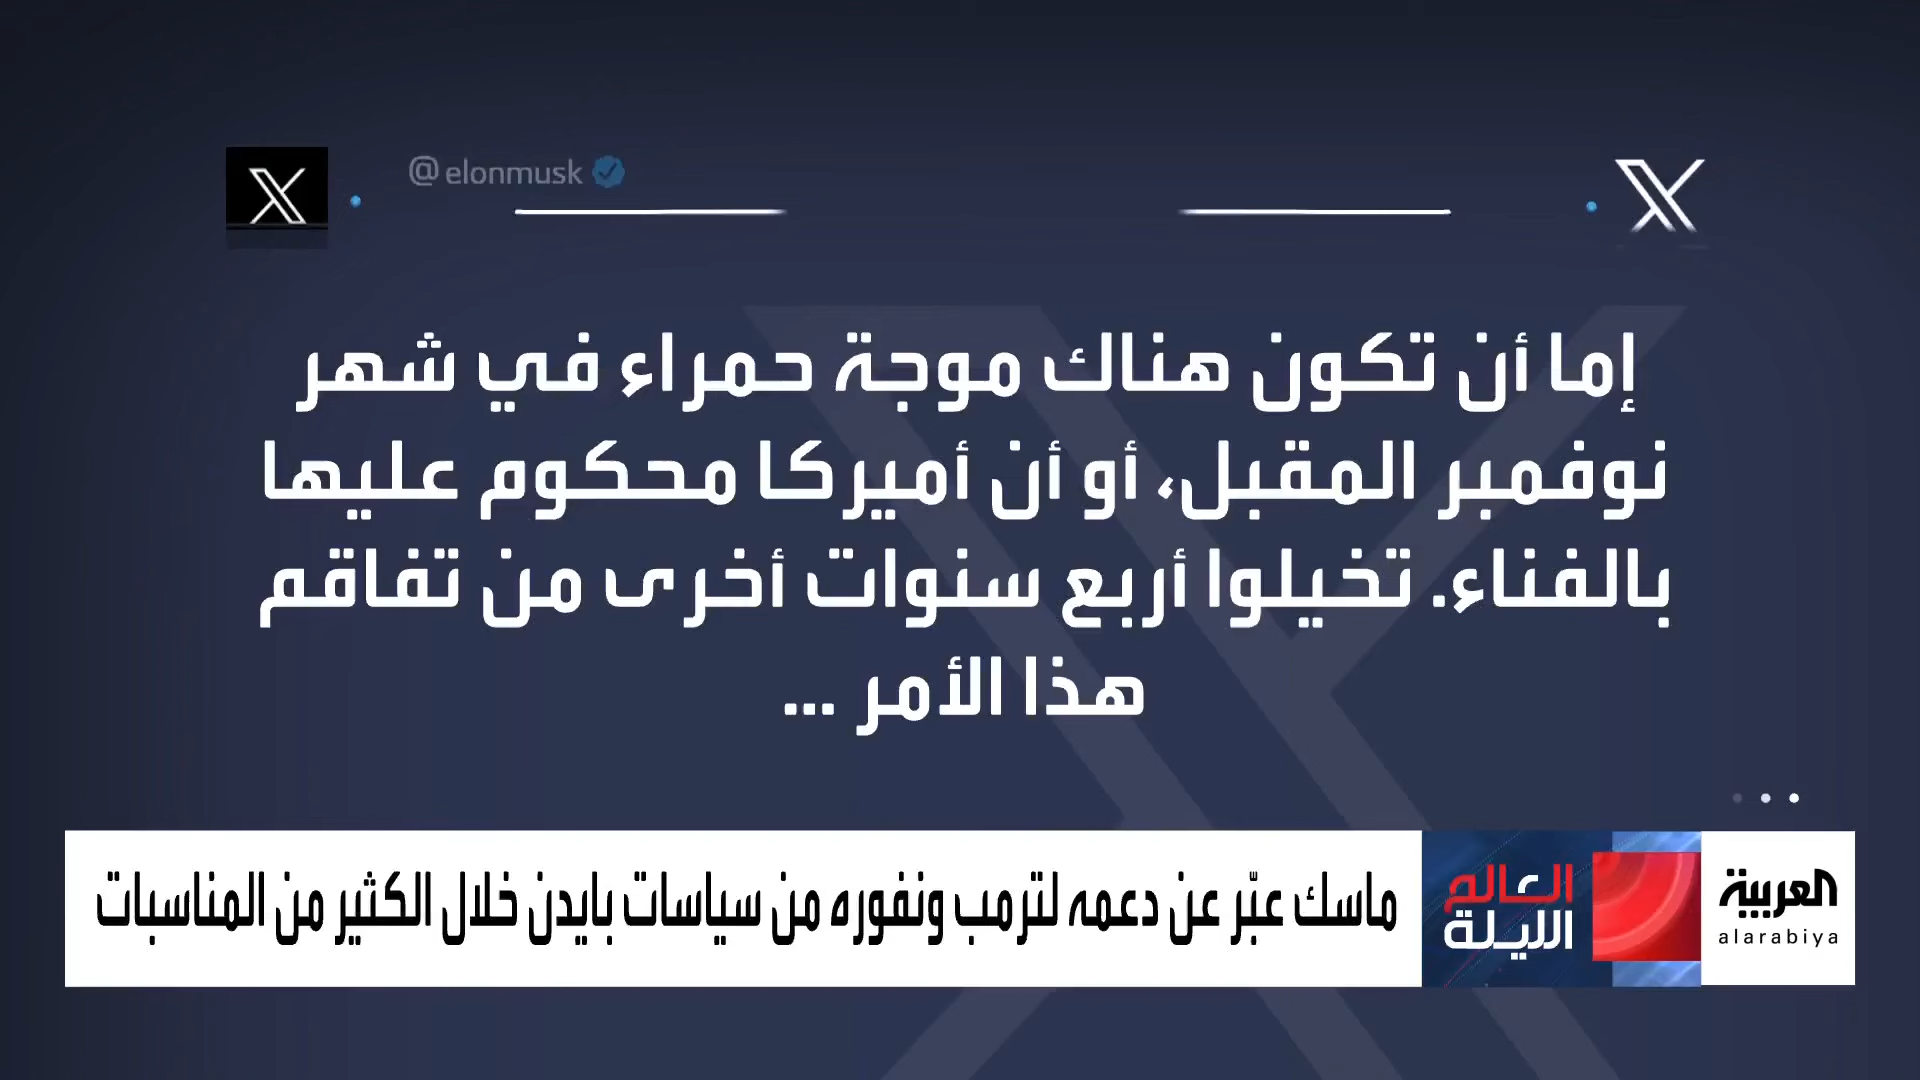 @elonmusk
إما أن تكون هناك موجة حمراء في شهر
نوفمبر المقبل، أو أن أميركا محكوم عليها
بالفناء. تخيلوا أربع سنوات أخرى من تفاقم
هذا الأمر ...
العربية
alarabiya
العالم
الليلة
ماسك عبّر عن دعمه لترمب ونفوره من سياسات بايدن خلال الكثير من المناسبات